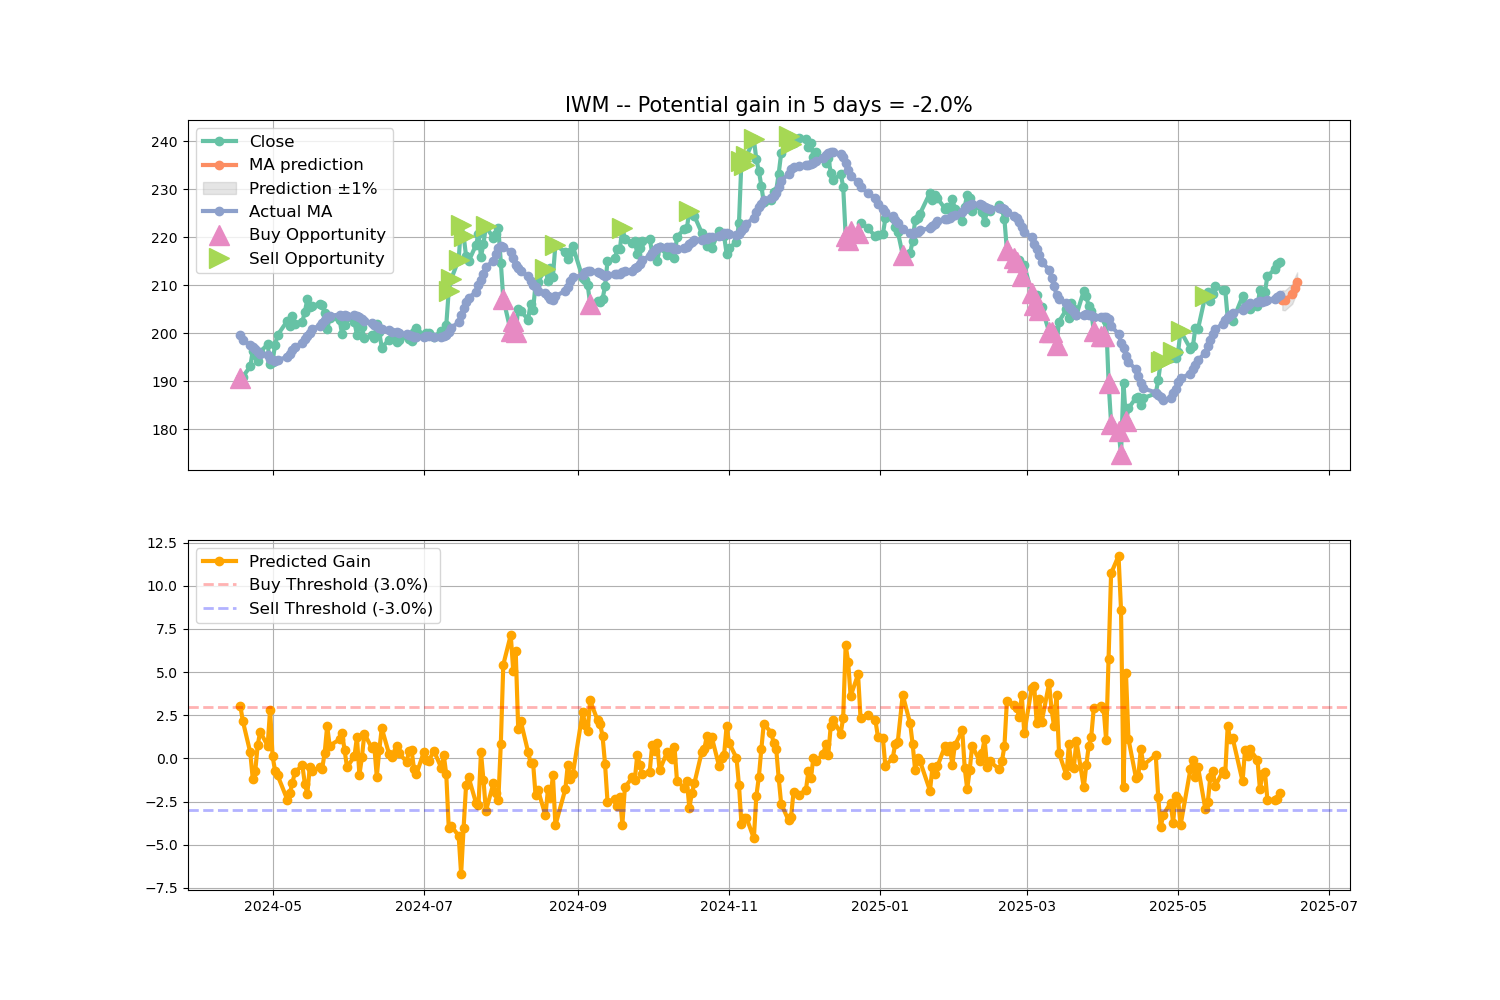 IWM -- Potential gain in 5 days = -2.0%
240
230
220
210
200
190
180
Close
MA prediction
Prediction ±1%
Actual MA
Buy Opportunity
Sell Opportunity
12.5
10.0
7.5
5.0
2.5
0.0
−2.5
−5.0
−7.5
Predicted Gain
Buy Threshold (3.0%)
Sell Threshold (-3.0%)
2024-05
2024-07
2024-09
2024-11
2025-01
2025-03
2025-05
2025-07